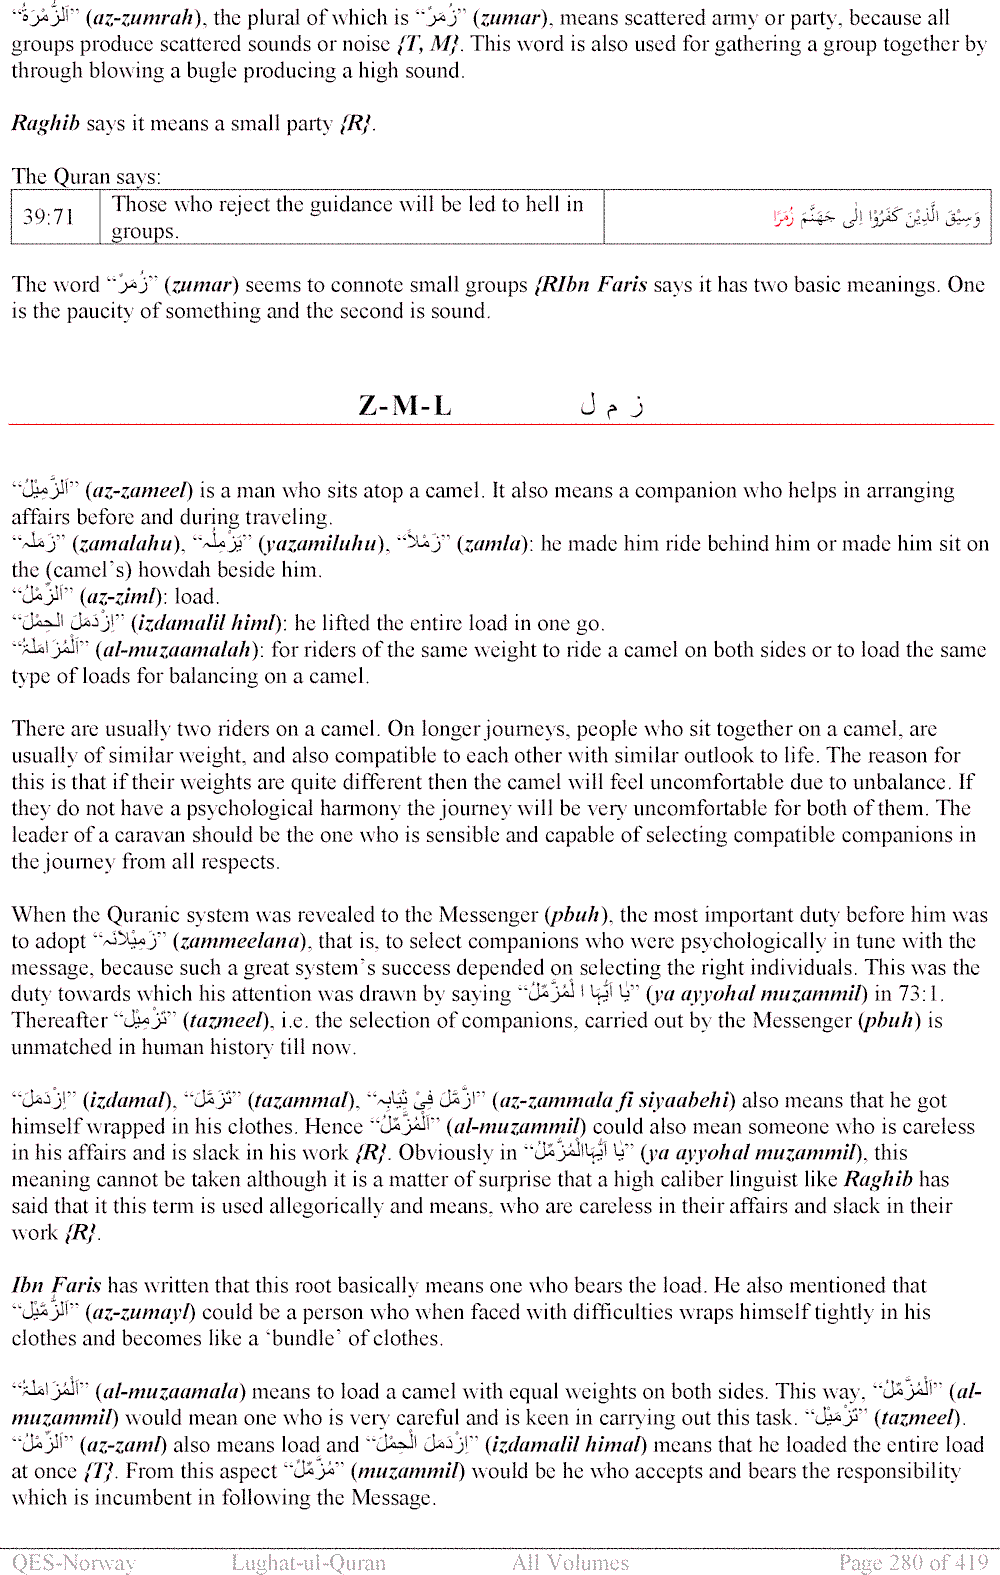 “اَلزُّمْرَةُ” (az-zumrah), the plural of which is “زُمَرٌ” (zumar), means scattered army or party, because all
groups produce scattered sounds or noise {T, M}. This word is also used for gathering a group together by
through blowing a bugle producing a high sound.
Raghib says it means a small party {R}.
The Quran says:
39:71 Those who reject the guidance will be led to hell in
groups. وَسِيْقَ الَّذِيْنَ كَفَرُوْا اِلٰى جَهَنَّمَ زُمَرًا
The word “زُمَرٌ” (zumar) seems to connote small groups {RIbn Faris says it has two basic meanings. One
is the paucity of something and the second is sound.
Z-M-L ز م ل
“اَلزَّمِيْلُ” (az-zameel) is a man who sits atop a camel. It also means a companion who helps in arranging
affairs before and during traveling.
“زَمَلَہ” (zamalahu), “يَزْمِلُہ” (yazamiluhu), “زَمْلاً” (zamla): he made him ride behind him or made him sit on
the (camel’s) howdah beside him.
“اَلزِّمْلُ” (az-ziml): load.
“اِزْدَمَلَ الحِمْلَ” (izdamalil himl): he lifted the entire load in one go.
“اَلْمُزَامَلَۃُ” (al-muzaamalah): for riders of the same weight to ride a camel on both sides or to load the same
type of loads for balancing on a camel.
There are usually two riders on a camel. On longer journeys, people who sit together on a camel, are
usually of similar weight, and also compatible to each other with similar outlook to life. The reason for
this is that if their weights are quite different then the camel will feel uncomfortable due to unbalance. If
they do not have a psychological harmony the journey will be very uncomfortable for both of them. The
leader of a caravan should be the one who is sensible and capable of selecting compatible companions in
the journey from all respects.
When the Quranic system was revealed to the Messenger (pbuh), the most important duty before him was
to adopt “زَمِيْلاَنَہ” (zammeelana), that is, to select companions who were psychologically in tune with the
message, because such a great system’s success depended on selecting the right individuals. This was the
duty towards which his attention was drawn by saying “يٰا اَيُّہَا ا لْمُزَّمِّلُ” (ya ayyohal muzammil) in 73:1.
Thereafter “تَزْمِيْل” (tazmeel), i.e. the selection of companions, carried out by the Messenger (pbuh) is
unmatched in human history till now.
“اِزْدَمَلَ” (izdamal), “تَزَمَّلَ” (tazammal), “ازَّمَّلَ فِیْ ثِيَابِہٖ” (az-zammala fi siyaabehi) also means that he got
himself wrapped in his clothes. Hence “اَلْمُزَّمِّلُ” (al-muzammil) could also mean someone who is careless
in his affairs and is slack in his work {R}. Obviously in “يٰا اَيُّہَاالْمُزَّمِّلُ” (ya ayyohal muzammil), this
meaning cannot be taken although it is a matter of surprise that a high caliber linguist like Raghib has
said that it this term is used allegorically and means, who are careless in their affairs and slack in their
work {R}.
Ibn Faris has written that this root basically means one who bears the load. He also mentioned that
“اَلزُّمَّيْل” (az-zumayl) could be a person who when faced with difficulties wraps himself tightly in his
clothes and becomes like a ‘bundle’ of clothes.
“اَلْمُزَامَلَۃُ” (al-muzaamala) means to load a camel with equal weights on both sides. This way, “اَلْمُزَّمِّلُ” (al-
muzammil) would mean one who is very careful and is keen in carrying out this task. “تَزْمَيْل” (tazmeel).
“اَلزِّمْلُ” (az-zaml) also means load and “اِزْدَمَلَ الْحِمْلَ” (izdamalil himal) means that he loaded the entire load
at once {T}. From this aspect “مُزَّمِّلُ” (muzammil) would be he who accepts and bears the responsibility
which is incumbent in following the Message.
QES-Norway Lughat-ul-Quran All Volumes Page 280 of 419